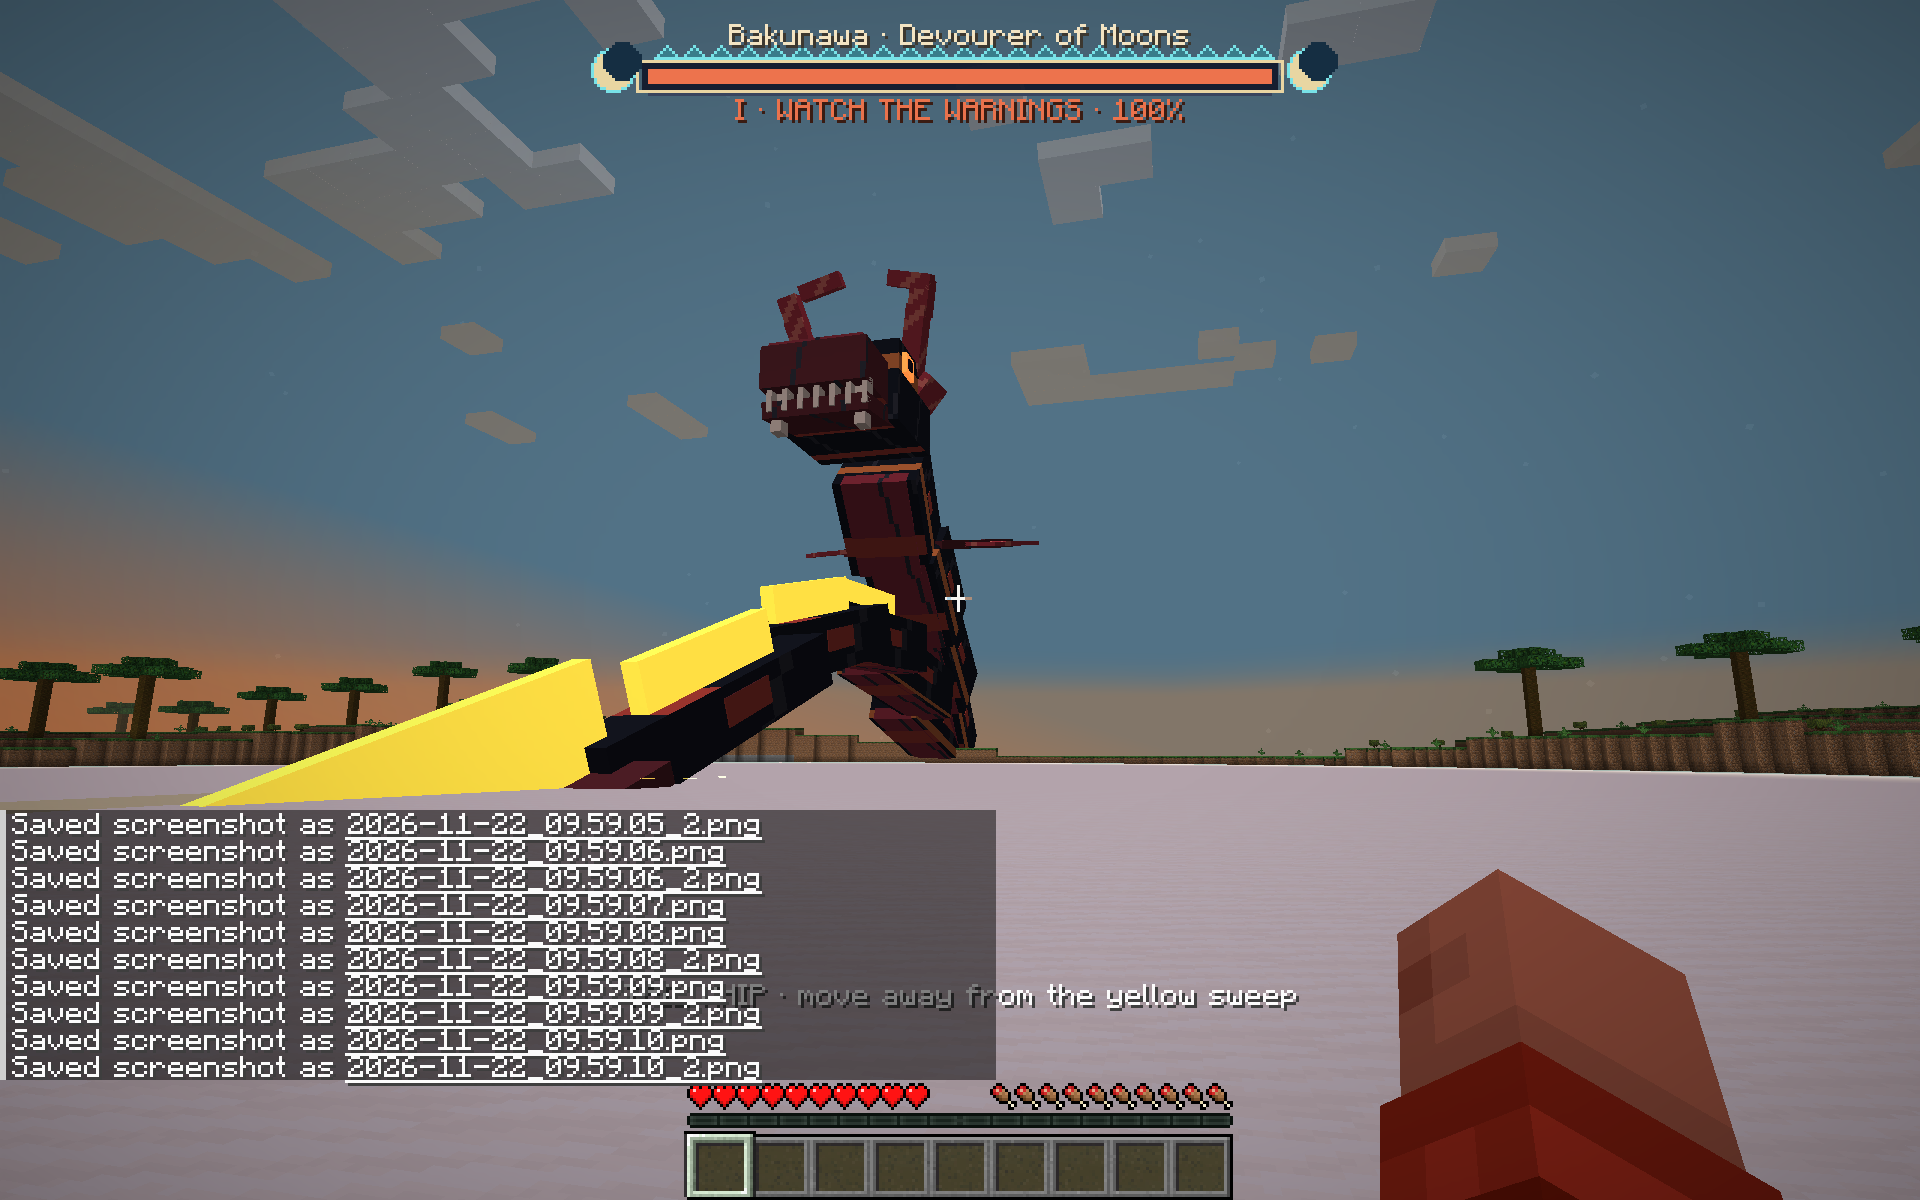 Bakunawa · Devourer of Moons
I · WATCH THE WARNINGS · 100%
Saved screenshot as 2026-11-22_09.59.05_2.png
Saved screenshot as 2026-11-22_09.59.06.png
Saved screenshot as 2026-11-22_09.59.06_2.png
Saved screenshot as 2026-11-22_09.59.07.png
Saved screenshot as 2026-11-22_09.59.08.png
Saved screenshot as 2026-11-22_09.59.08_2.png
Saved screenshot as 2026-11-22_09.59.09.png
· move away from the yellow sweep
Saved screenshot as 2026-11-22_09.59.09_2.png
Saved screenshot as 2026-11-22_09.59.10.png
Saved screenshot as 2026-11-22_09.59.10_2.png